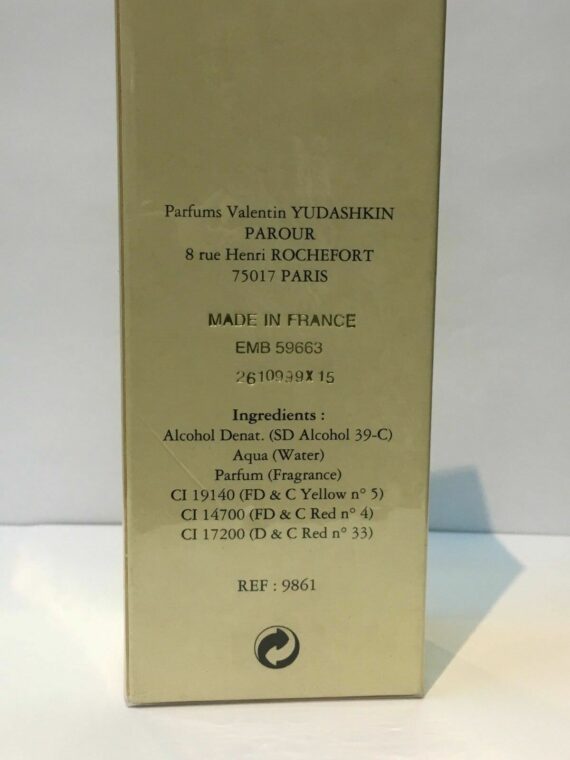 Parfums Valentin YUDASHKIN
PAROUR
8 rue Henri ROCHEFORT
75017 PARIS
MADE IN FRANCE
EMB 59663
2610999X15
Ingredients :
Alcohol Denat. (SD Alcohol 39-C)
Aqua (Water)
Parfum (Fragrance)
CI 19140 (FD & C Yellow n° 5)
CI 14700 (FD & C Red n° 4)
CI 17200 (D & C Red n° 33)
REF : 9861